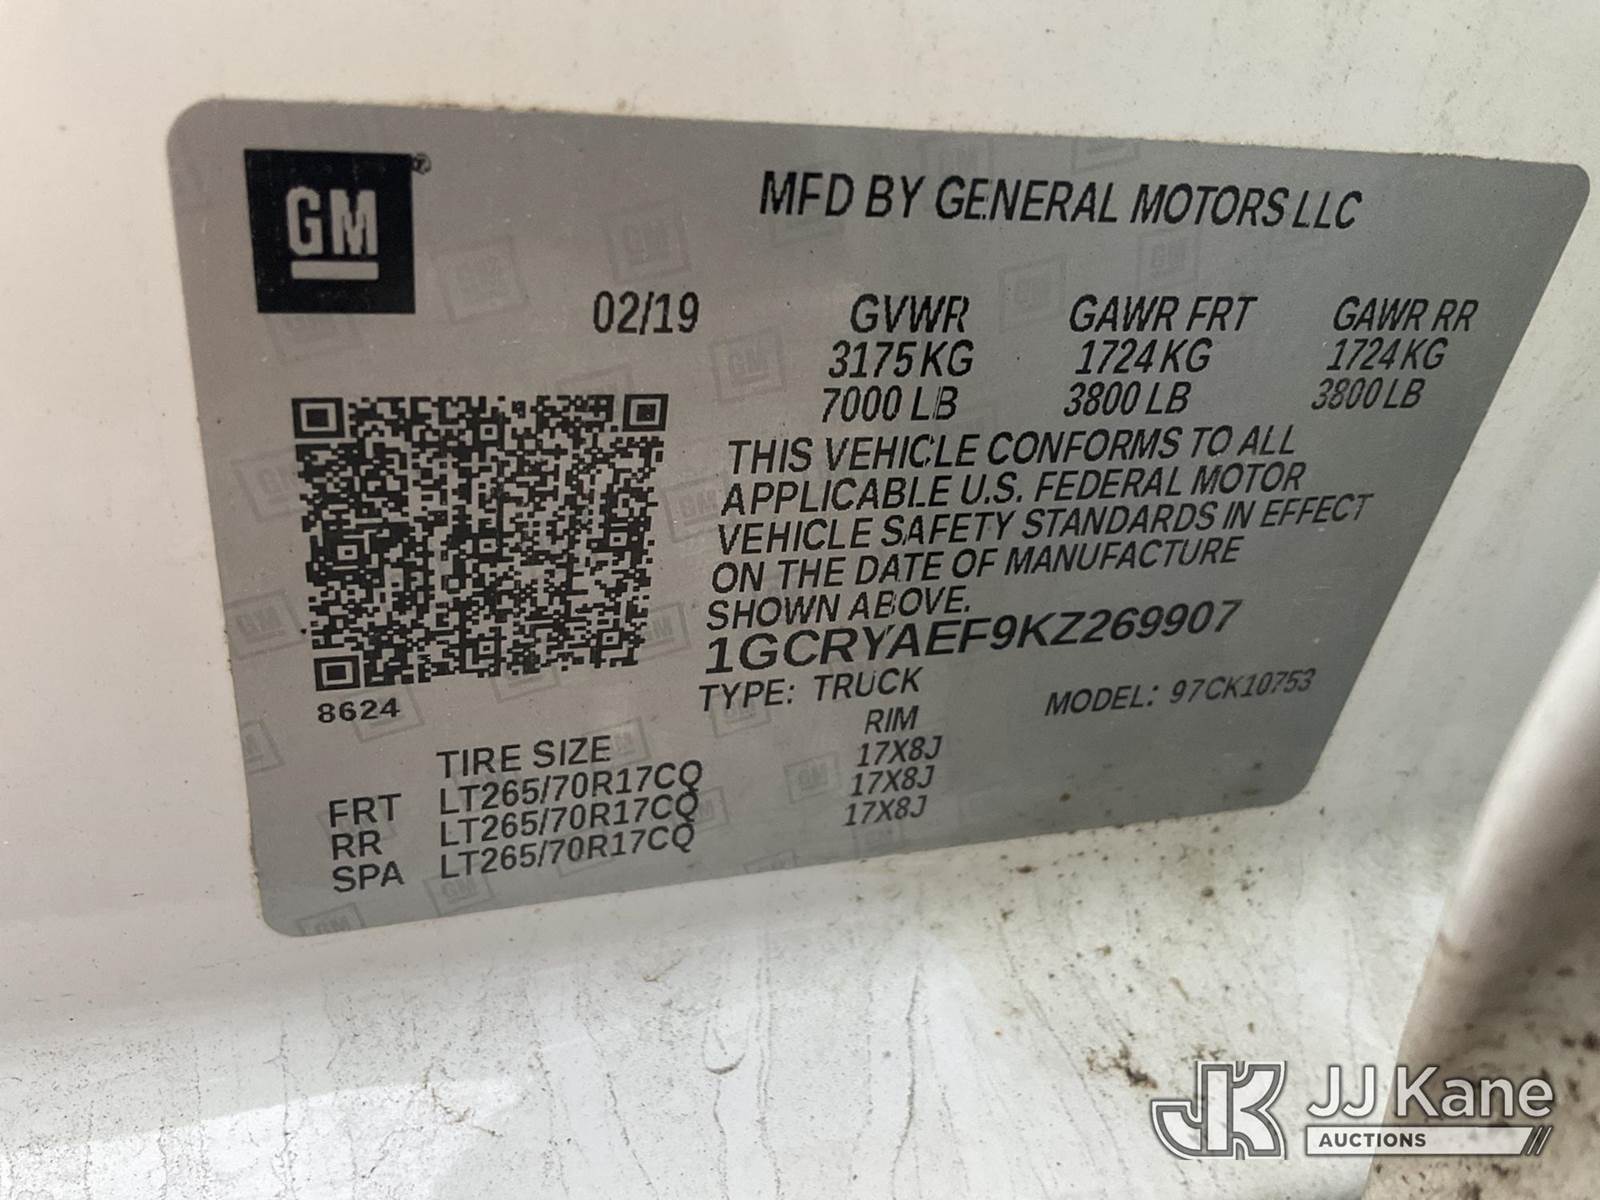 GM
MFD BY GENERAL MOTORS LLC
02/19 GVWR GAWR FRT GAWR RR
3175 KG 1724 KG 1724 KG
7000 LB 3800 LB 3800 LB
THIS VEHICLE CONFORMS TO ALL
APPLICABLE U.S. FEDERAL MOTOR
VEHICLE SAFETY STANDARDS IN EFFECT
ON THE DATE OF MANUFACTURE
SHOWN ABOVE.
1GCRYAEF9KZ269907
TYPE: TRUCK MODEL: 97CK10753
8624
TIRE SIZE RIM
FRT LT265/70R17CQ 17X8J
RR LT265/70R17CQ 17X8J
SPA LT265/70R17CQ 17X8J
JK JJ Kane
AUCTIONS